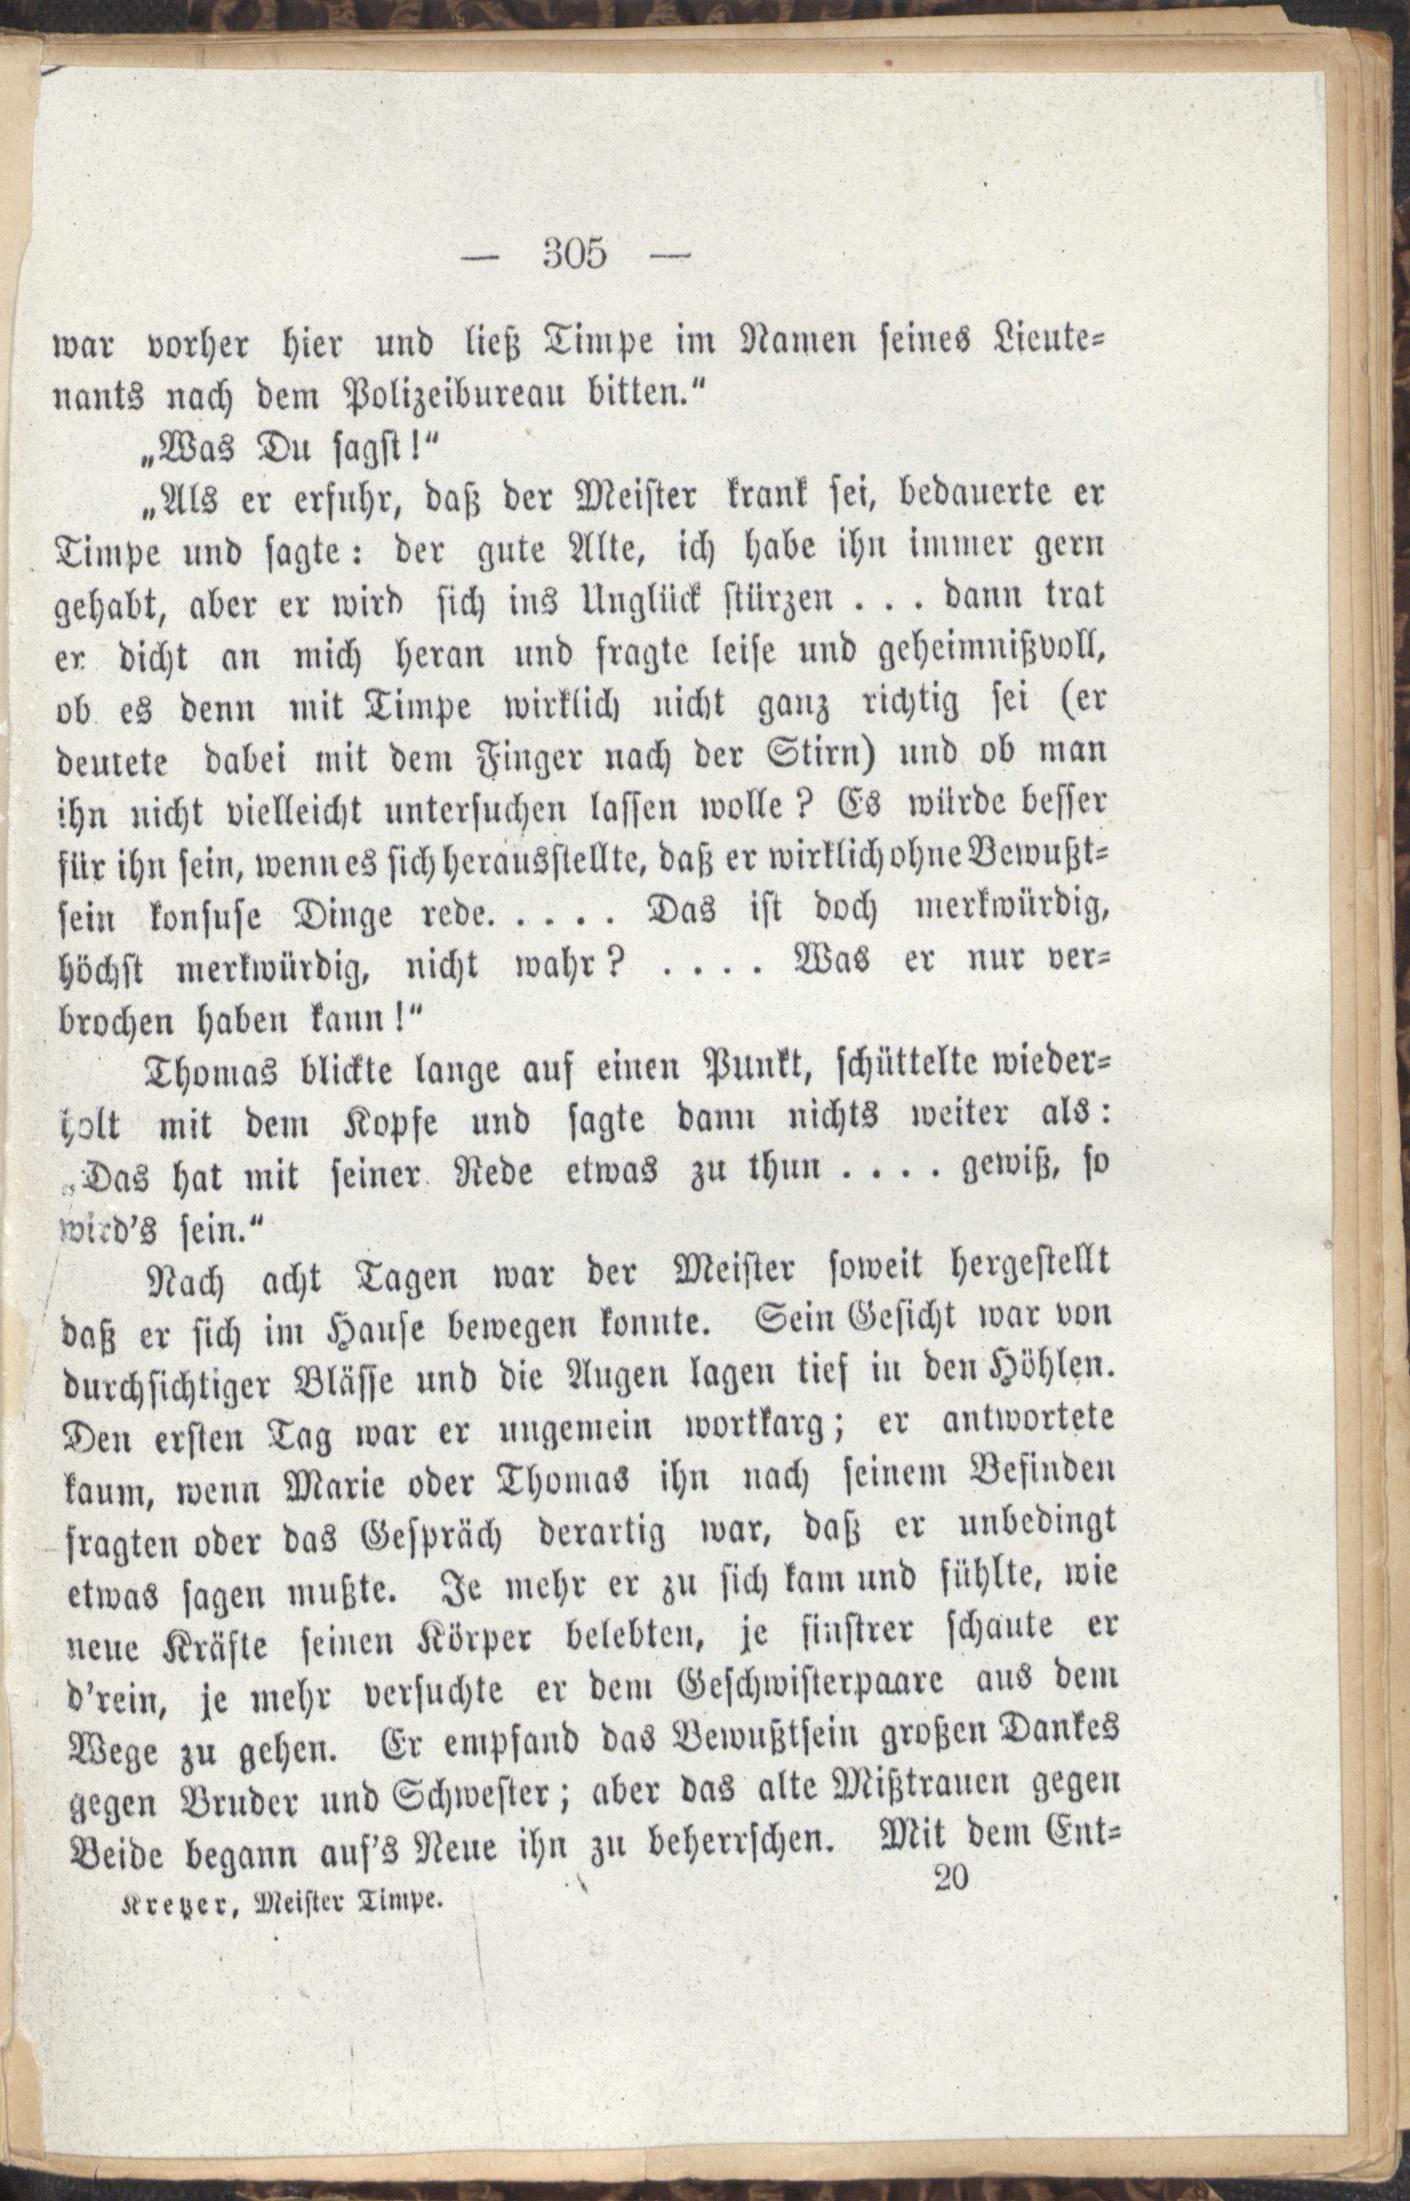 — 305 —
war vorher hier und ließ Timpe im Namen seines Lieute-
nants nach dem Polizeibureau bitten.“
„Was Du sagst!“
„Als er erfuhr, daß der Meister krank sei, bedauerte er
Timpe und sagte: der gute Alte, ich habe ihn immer gern
gehabt, aber er wird sich ins Unglück stürzen . . . dann trat
er dicht an mich heran und fragte leise und geheimnißvoll,
ob es denn mit Timpe wirklich nicht ganz richtig sei (er
deutete dabei mit dem Finger nach der Stirn) und ob man
ihn nicht vielleicht untersuchen lassen wolle? Es würde besser
für ihn sein, wenn es sich herausstellte, daß er wirklich ohne Bewußt-
sein konfuse Dinge rede. . . . . Das ist doch merkwürdig,
höchst merkwürdig, nicht wahr? . . . . Was er nur ver-
brochen haben kann!“
Thomas blickte lange auf einen Punkt, schüttelte wieder-
holt mit dem Kopfe und sagte dann nichts weiter als:
„Das hat mit seiner Rede etwas zu thun . . . . gewiß, so
wird's sein.“
Nach acht Tagen war der Meister soweit hergestellt
daß er sich im Hause bewegen konnte. Sein Gesicht war von
durchsichtiger Blässe und die Augen lagen tief in den Höhlen.
Den ersten Tag war er ungemein wortkarg; er antwortete
kaum, wenn Marie oder Thomas ihn nach seinem Befinden
fragten oder das Gespräch derartig war, daß er unbedingt
etwas sagen mußte. Je mehr er zu sich kam und fühlte, wie
neue Kräfte seinen Körper belebten, je finstrer schaute er
d'rein, je mehr versuchte er dem Geschwisterpaare aus dem
Wege zu gehen. Er empfand das Bewußtsein großen Dankes
gegen Bruder und Schwester; aber das alte Mißtrauen gegen
Beide begann auf's Neue ihn zu beherrschen. Mit dem Ent-
Kretzer, Meister Timpe. 20